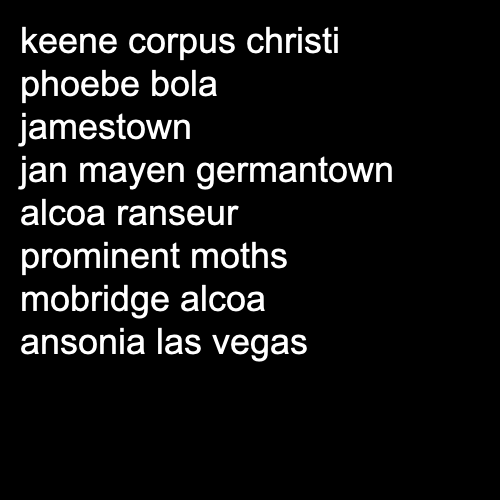 keene corpus christi
phoebe bola
jamestown
jan mayen germantown
alcoa ranseur
prominent moths
mobridge alcoa
ansonia las vegas